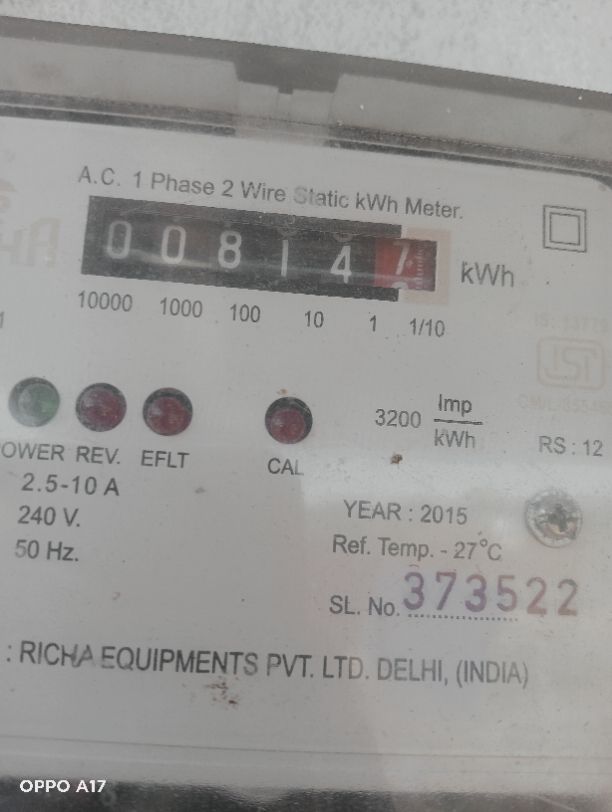 A.C. 1 Phase 2 Wire Static kWh Meter.
0 0 8 1 4 7 kWh
10000 1000 100 10 1 1/10
3200 Imp/kWh
OWER REV. EFLT CAL
RS : 12
2.5-10 A
240 V.
50 Hz.
YEAR : 2015
Ref. Temp. - 27°C
SL. No. 373522
: RICHA EQUIPMENTS PVT. LTD. DELHI, (INDIA)
OPPO A17